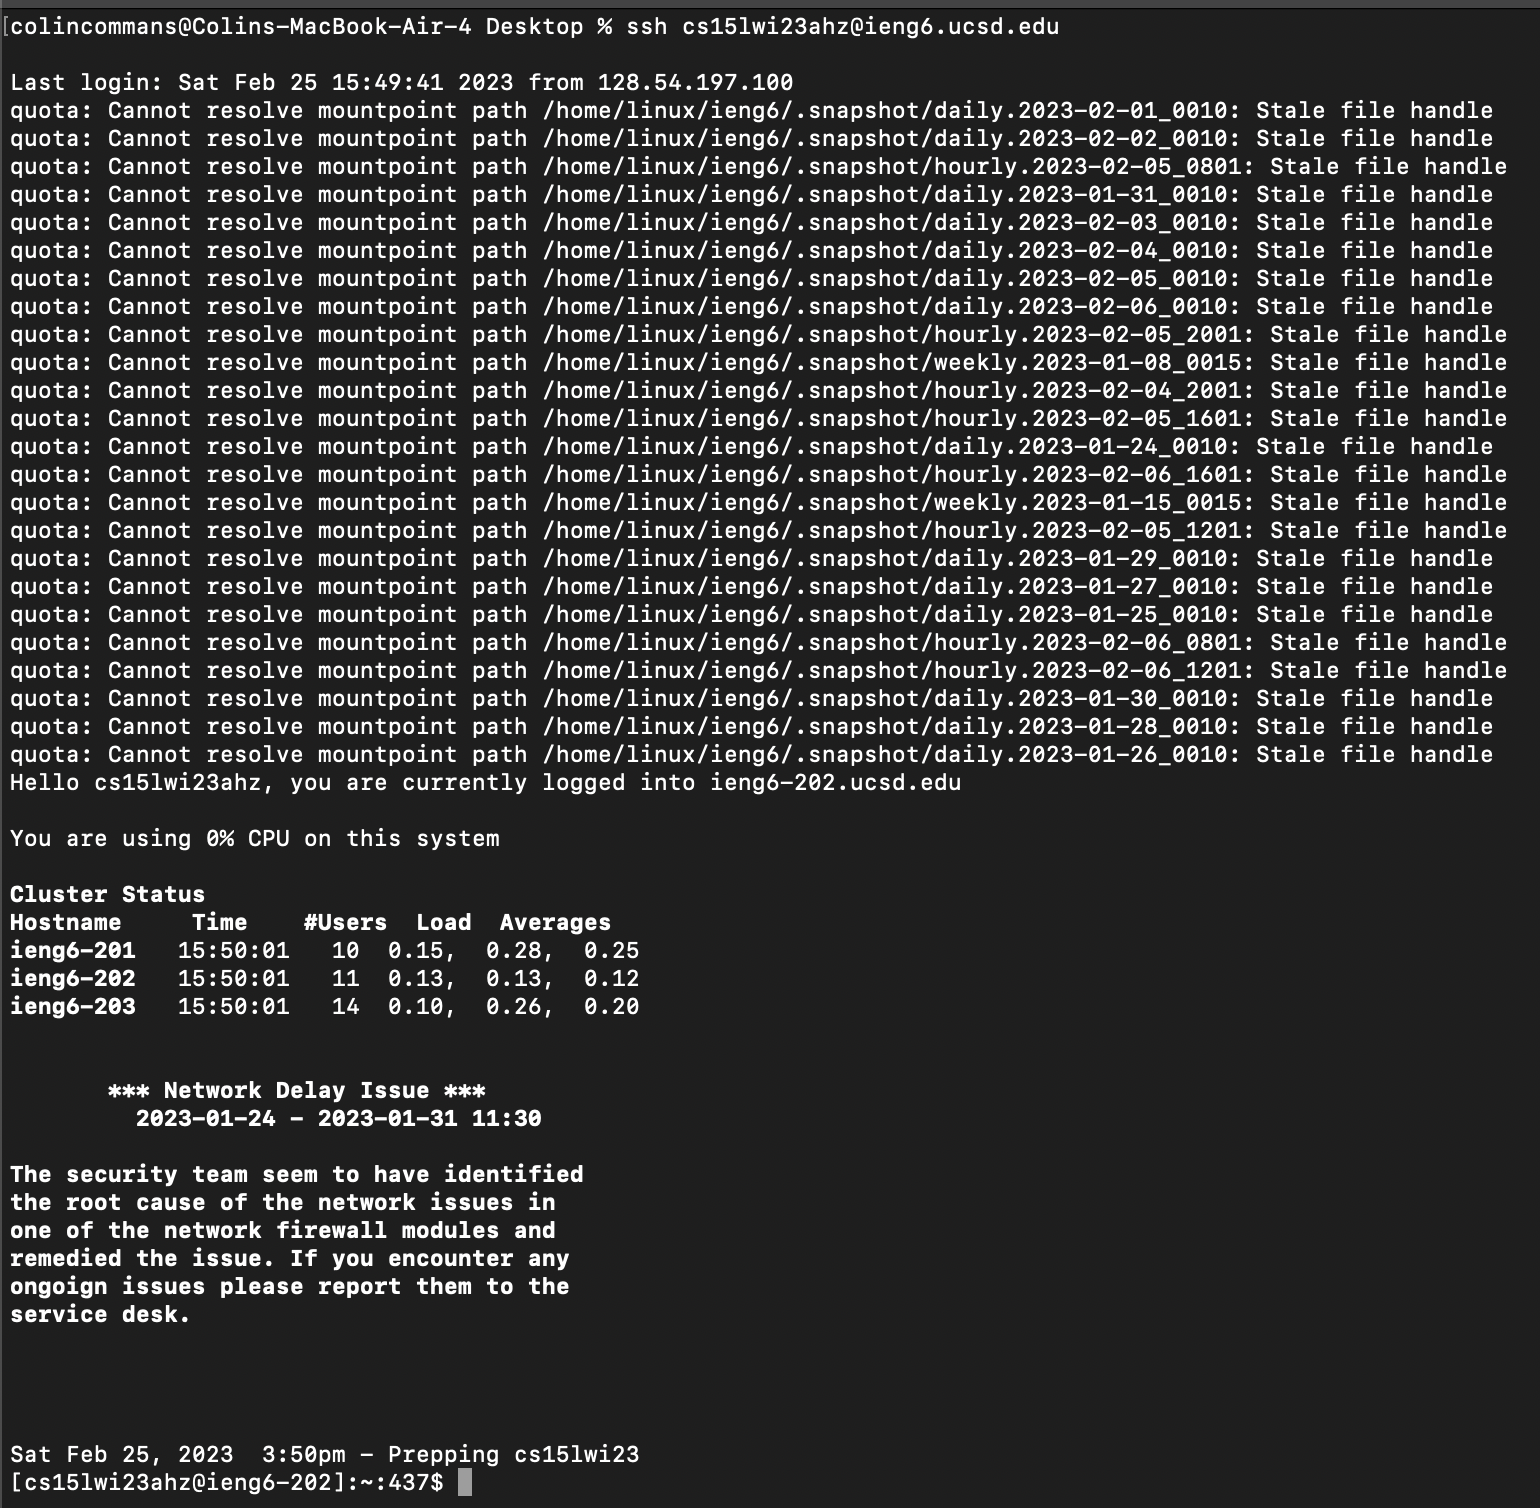 [colincommans@Colins-MacBook-Air-4 Desktop % ssh cs15lwi23ahz@ieng6.ucsd.edu
Last login: Sat Feb 25 15:49:41 2023 from 128.54.197.100
quota: Cannot resolve mountpoint path /home/linux/ieng6/.snapshot/daily.2023-02-01_0010: Stale file handle
quota: Cannot resolve mountpoint path /home/linux/ieng6/.snapshot/daily.2023-02-02_0010: Stale file handle
quota: Cannot resolve mountpoint path /home/linux/ieng6/.snapshot/hourly.2023-02-05_0801: Stale file handle
quota: Cannot resolve mountpoint path /home/linux/ieng6/.snapshot/daily.2023-01-31_0010: Stale file handle
quota: Cannot resolve mountpoint path /home/linux/ieng6/.snapshot/daily.2023-02-03_0010: Stale file handle
quota: Cannot resolve mountpoint path /home/linux/ieng6/.snapshot/daily.2023-02-04_0010: Stale file handle
quota: Cannot resolve mountpoint path /home/linux/ieng6/.snapshot/daily.2023-02-05_0010: Stale file handle
quota: Cannot resolve mountpoint path /home/linux/ieng6/.snapshot/daily.2023-02-06_0010: Stale file handle
quota: Cannot resolve mountpoint path /home/linux/ieng6/.snapshot/hourly.2023-02-05_2001: Stale file handle
quota: Cannot resolve mountpoint path /home/linux/ieng6/.snapshot/weekly.2023-01-08_0015: Stale file handle
quota: Cannot resolve mountpoint path /home/linux/ieng6/.snapshot/hourly.2023-02-04_2001: Stale file handle
quota: Cannot resolve mountpoint path /home/linux/ieng6/.snapshot/hourly.2023-02-05_1601: Stale file handle
quota: Cannot resolve mountpoint path /home/linux/ieng6/.snapshot/daily.2023-01-24_0010: Stale file handle
quota: Cannot resolve mountpoint path /home/linux/ieng6/.snapshot/hourly.2023-02-06_1601: Stale file handle
quota: Cannot resolve mountpoint path /home/linux/ieng6/.snapshot/weekly.2023-01-15_0015: Stale file handle
quota: Cannot resolve mountpoint path /home/linux/ieng6/.snapshot/hourly.2023-02-05_1201: Stale file handle
quota: Cannot resolve mountpoint path /home/linux/ieng6/.snapshot/daily.2023-01-29_0010: Stale file handle
quota: Cannot resolve mountpoint path /home/linux/ieng6/.snapshot/daily.2023-01-27_0010: Stale file handle
quota: Cannot resolve mountpoint path /home/linux/ieng6/.snapshot/daily.2023-01-25_0010: Stale file handle
quota: Cannot resolve mountpoint path /home/linux/ieng6/.snapshot/hourly.2023-02-06_0801: Stale file handle
quota: Cannot resolve mountpoint path /home/linux/ieng6/.snapshot/hourly.2023-02-06_1201: Stale file handle
quota: Cannot resolve mountpoint path /home/linux/ieng6/.snapshot/daily.2023-01-30_0010: Stale file handle
quota: Cannot resolve mountpoint path /home/linux/ieng6/.snapshot/daily.2023-01-28_0010: Stale file handle
quota: Cannot resolve mountpoint path /home/linux/ieng6/.snapshot/daily.2023-01-26_0010: Stale file handle
Hello cs15lwi23ahz, you are currently logged into ieng6-202.ucsd.edu
You are using 0% CPU on this system
Cluster Status
Hostname     Time    #Users  Load  Averages
ieng6-201   15:50:01   10  0.15,  0.28,  0.25
ieng6-202   15:50:01   11  0.13,  0.13,  0.12
ieng6-203   15:50:01   14  0.10,  0.26,  0.20
*** Network Delay Issue ***
2023-01-24 - 2023-01-31 11:30
The security team seem to have identified
the root cause of the network issues in
one of the network firewall modules and
remedied the issue. If you encounter any
ongoign issues please report them to the
service desk.
Sat Feb 25, 2023  3:50pm - Prepping cs15lwi23
[cs15lwi23ahz@ieng6-202]:~:437$